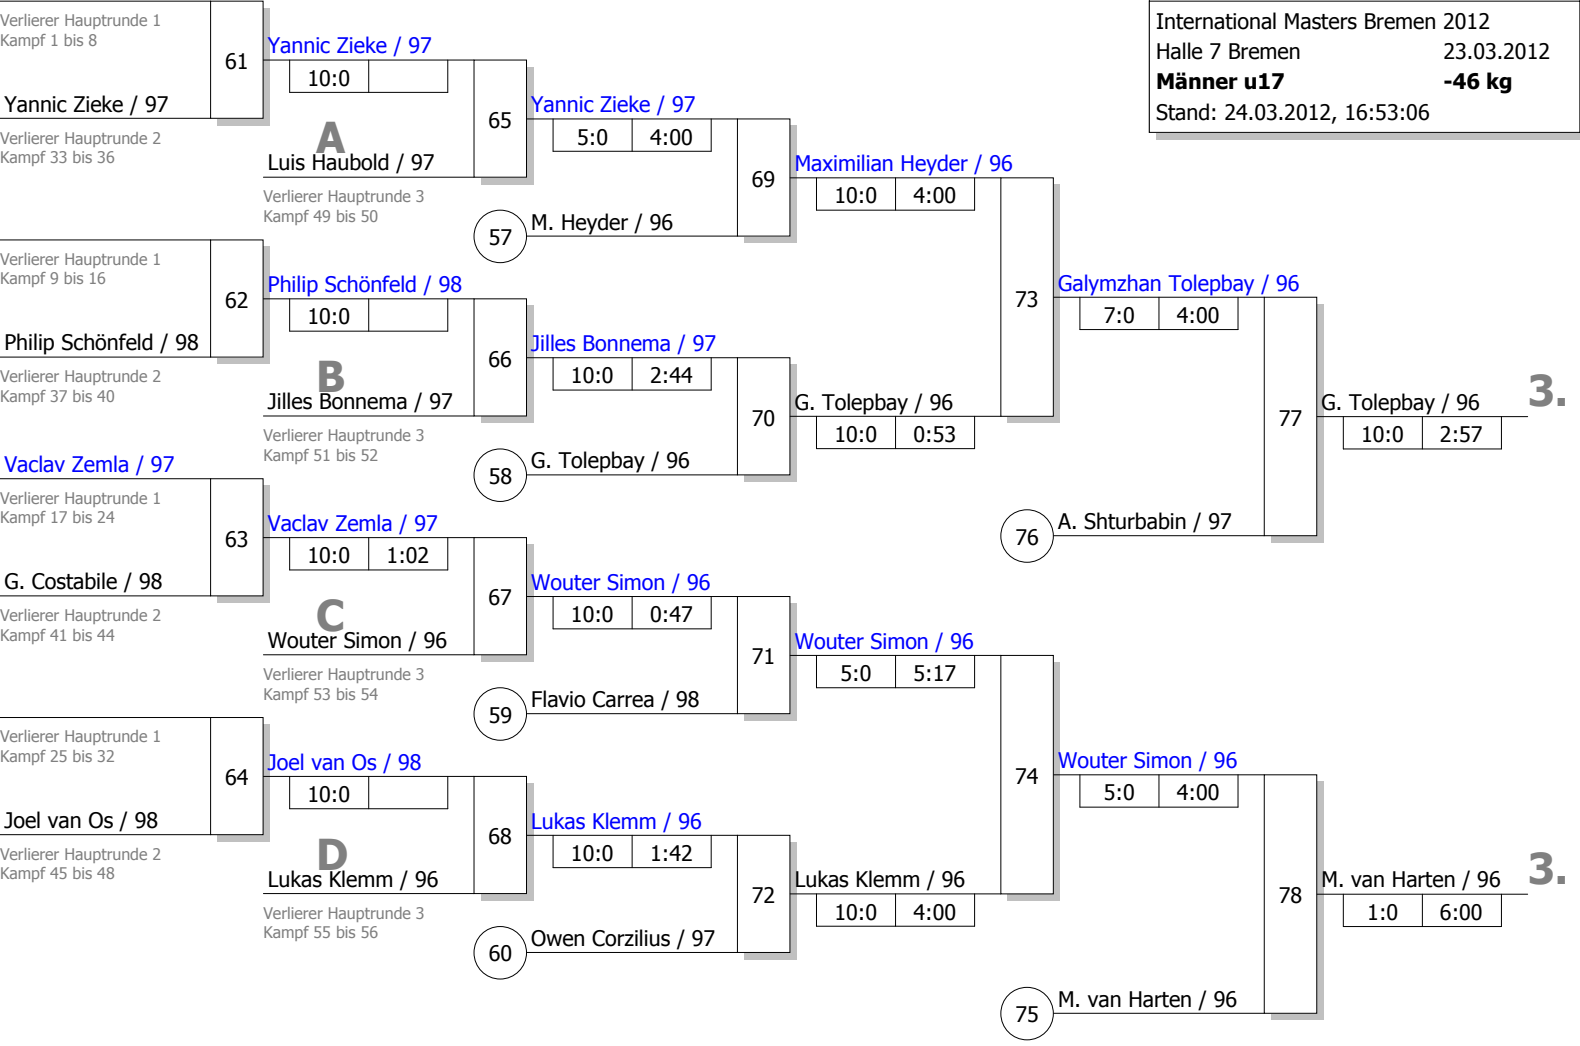 International Masters Bremen 2012
Halle 7 Bremen 23.03.2012
Männer u17 -46 kg
Stand: 24.03.2012, 16:53:06
Verlierer Hauptrunde 1
Kampf 1 bis 8
61
Yannic Zieke / 97
Verlierer Hauptrunde 2
Kampf 33 bis 36
Verlierer Hauptrunde 1
Kampf 9 bis 16
62
Philip Schönfeld / 98
Verlierer Hauptrunde 2
Kampf 37 bis 40
Vaclav Zemla / 97
Verlierer Hauptrunde 1
Kampf 17 bis 24
63
G. Costabile / 98
Verlierer Hauptrunde 2
Kampf 41 bis 44
Verlierer Hauptrunde 1
Kampf 25 bis 32
64
Joel van Os / 98
Verlierer Hauptrunde 2
Kampf 45 bis 48
Yannic Zieke / 97
10:0
A
65
Luis Haubold / 97
Verlierer Hauptrunde 3
Kampf 49 bis 50
Philip Schönfeld / 98
10:0
B
66
Jilles Bonnema / 97
Verlierer Hauptrunde 3
Kampf 51 bis 52
Vaclav Zemla / 97
10:0 1:02
C
67
Wouter Simon / 96
Verlierer Hauptrunde 3
Kampf 53 bis 54
Joel van Os / 98
10:0
D
68
Lukas Klemm / 96
Verlierer Hauptrunde 3
Kampf 55 bis 56
Yannic Zieke / 97
5:0 4:00
69
57
M. Heyder / 96
Jilles Bonnema / 97
10:0 2:44
70
58
G. Tolepbay / 96
Wouter Simon / 96
10:0 0:47
71
59
Flavio Carrea / 98
Lukas Klemm / 96
10:0 1:42
72
60
Owen Corzilius / 97
Maximilian Heyder / 96
10:0 4:00
73
G. Tolepbay / 96
10:0 0:53
Wouter Simon / 96
5:0 5:17
74
Lukas Klemm / 96
10:0 4:00
Galymzhan Tolepbay / 96
7:0 4:00
77
76
A. Shturbabin / 97
Wouter Simon / 96
5:0 4:00
78
75
M. van Harten / 96
G. Tolepbay / 96
10:0 2:57
3.
M. van Harten / 96
1:0 6:00
3.